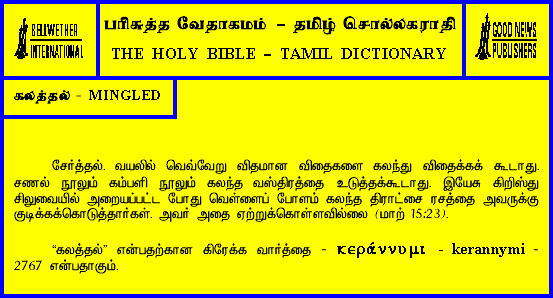 BELLWETHER
INTERNATIONAL
பரிசுத்த வேதாகமம் – தமிழ் சொல்லகராதி
THE HOLY BIBLE – TAMIL DICTIONARY
GOOD NEWS
PUBLISHERS
கலத்தல் - MINGLED
சேர்த்தல். வயலில் வெவ்வேறு விதமான விதைகளை கலந்து விதைக்கக் கூடாது.
சணல் நூலும் கம்பளி நூலும் கலந்த வஸ்திரத்தை உடுத்தக்கூடாது. இயேசு கிறிஸ்து
சிலுவையில் அறையப்பட்ட போது வெள்ளைப் போளம் கலந்த திராட்சை ரசத்தை அவருக்கு
குடிக்கக்கொடுத்தார்கள். அவர் அதை ஏற்றுக்கொள்ளவில்லை (மாற் 15:23).
“கலத்தல்” என்பதற்கான கிரேக்க வார்த்தை - κεράννυμι - kerannymi -
2767 என்பதாகும்.